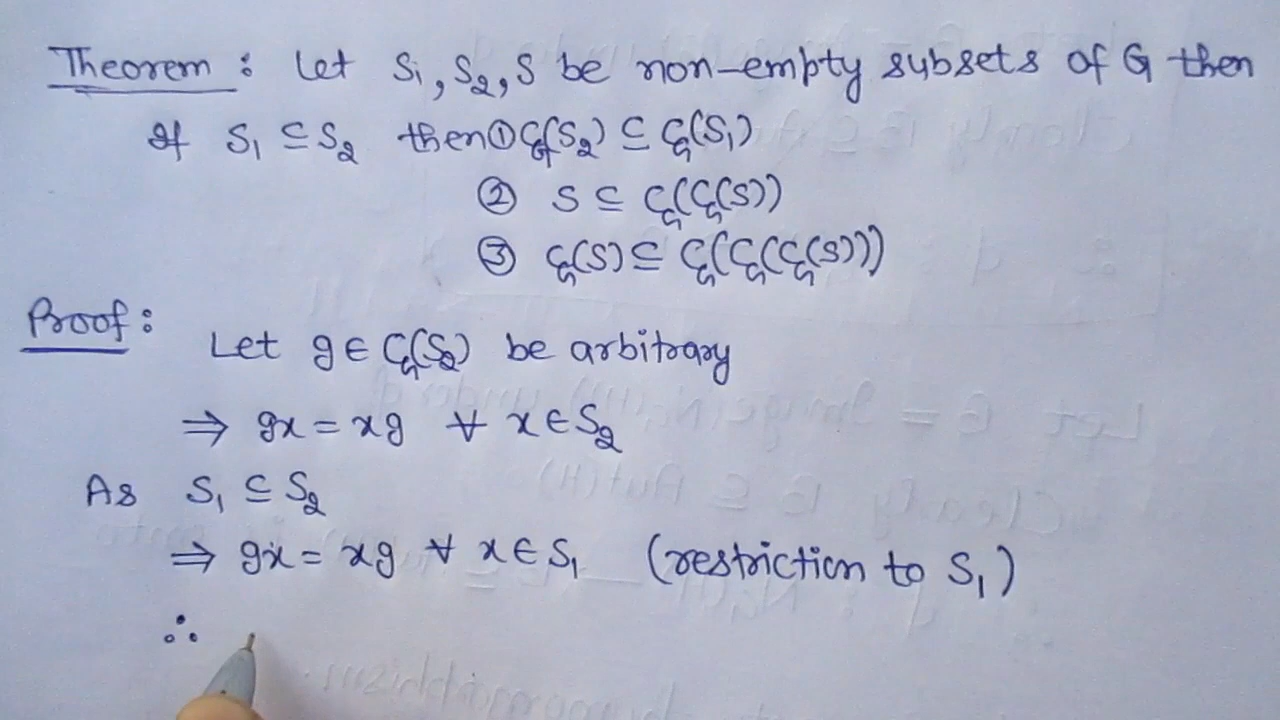 Theorem : Let S₁, S₂, S be non-empty subsets of G then
If S₁ ⊆ S₂ then ① C_G(S₂) ⊆ C_G(S₁)
② S ⊆ C_G(C_G(S))
③ C_G(S) ⊆ C_G(C_G(C_G(S)))
Proof :
Let g ∈ C_G(S₂) be arbitrary
⇒ gx = xg ∀ x ∈ S₂
As S₁ ⊆ S₂
⇒ gx = xg ∀ x ∈ S₁ (restriction to S₁)
∴